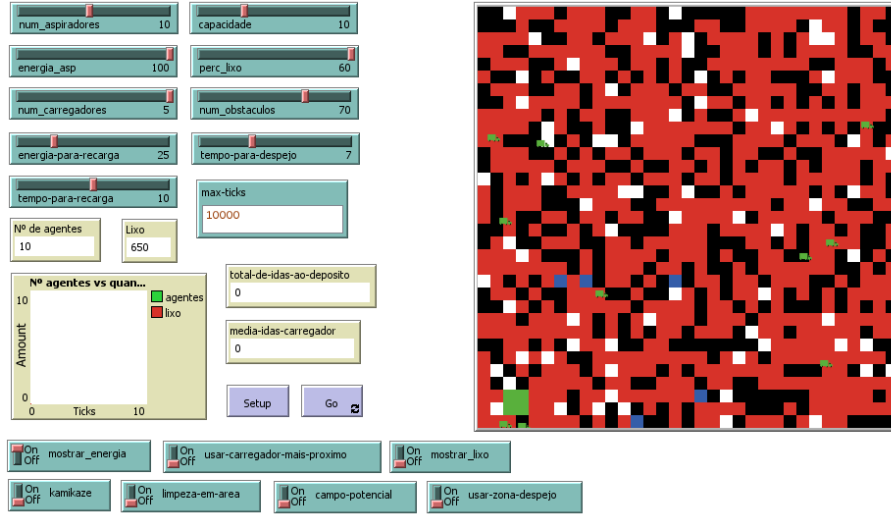 num_aspiradores 10
capacidade 10
energia_asp 100
perc_lixo 60
num_carregadores 5
num_obstaculos 70
energia-para-recarga 25
tempo-para-despejo 7
tempo-para-recarga 10
max-ticks
10000
Nº de agentes
10
Lixo
650
total-de-idas-ao-deposito
0
media-idas-carregador
0
Nº agentes vs quan...
10
Amount
0
0
Ticks
10
agentes
lixo
Setup
Go
On
Off
mostrar_energia
On
Off
usar-carregador-mais-proximo
On
Off
mostrar_lixo
On
Off
kamikaze
On
Off
limpeza-em-area
On
Off
campo-potencial
On
Off
usar-zona-despejo